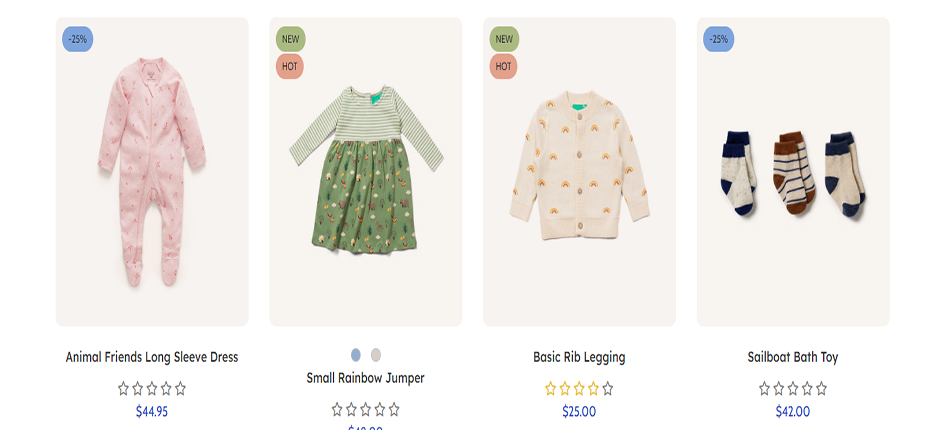 -25%
NEW
HOT
NEW
HOT
-25%
Animal Friends Long Sleeve Dress
$44.95
Small Rainbow Jumper
Basic Rib Legging
$25.00
Sailboat Bath Toy
$42.00